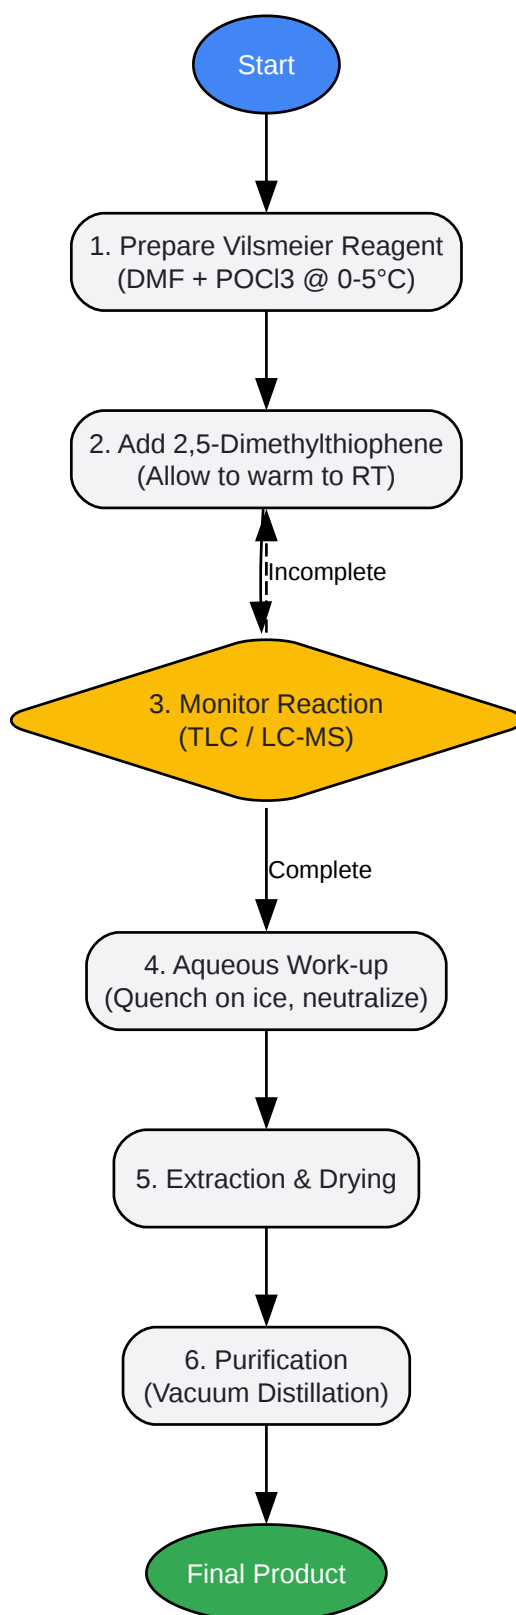 Start
1. Prepare Vilsmeier Reagent
(DMF + POCl3 @ 0-5°C)
2. Add 2,5-Dimethylthiophene
(Allow to warm to RT)
Incomplete
3. Monitor Reaction
(TLC / LC-MS)
Complete
4. Aqueous Work-up
(Quench on ice, neutralize)
5. Extraction & Drying
6. Purification
(Vacuum Distillation)
Final Product